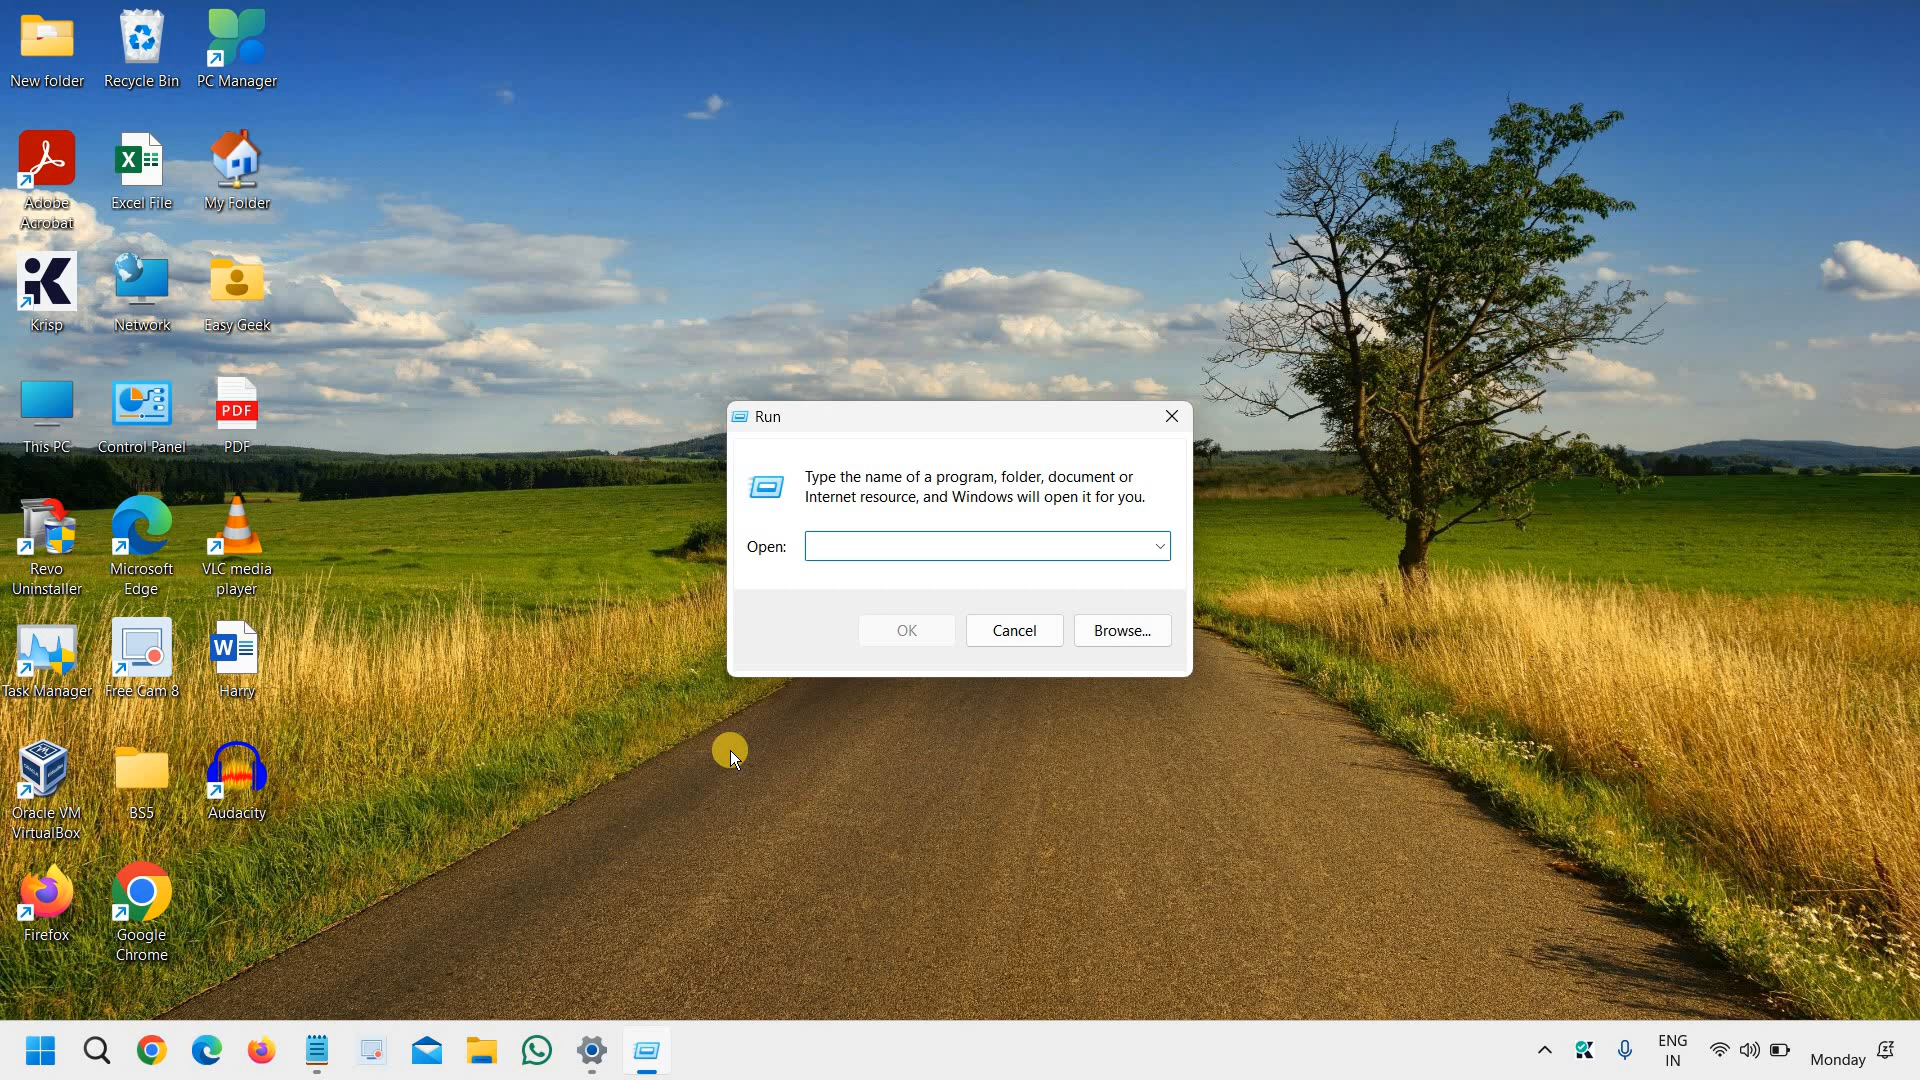 New folder
Recycle Bin
PC Manager
Adobe
Acrobat
Excel File
My Folder
Krisp
Network
Easy Geek
This PC
Control Panel
PDF
PDF
Revo
Uninstaller
Microsoft
Edge
VLC media
player
Task Manager
Free Cam 8
Harry
Oracle VM
VirtualBox
BS5
Audacity
Firefox
Google
Chrome
Run
Type the name of a program, folder, document or
Internet resource, and Windows will open it for you.
Open:
OK
Cancel
Browse...
ENG
IN
Monday